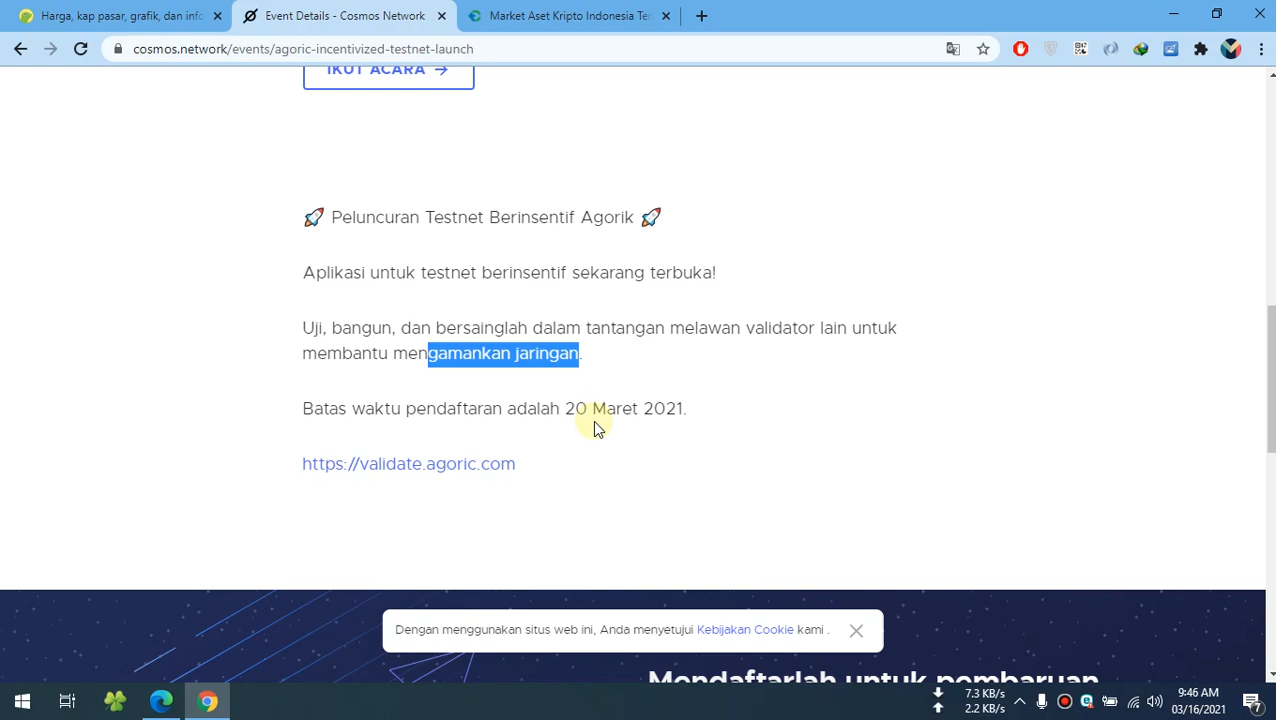 Harga, kap pasar, grafik, dan info
Event Details - Cosmos Network
Market Aset Kripto Indonesia Te
cosmos.network/events/agoric-incentivized-testnet-launch
IKUT ACARA →
🚀 Peluncuran Testnet Berinsentif Agorik 🚀
Aplikasi untuk testnet berinsentif sekarang terbuka!
Uji, bangun, dan bersainglah dalam tantangan melawan validator lain untuk
membantu mengamankan jaringan.
Batas waktu pendaftaran adalah 20 Maret 2021.
https://validate.agoric.com
Dengan menggunakan situs web ini, Anda menyetujui Kebijakan Cookie kami .
Mendaftarlah untuk pembaruan
7.3 KB/s
2.2 KB/s
9:46 AM
03/16/2021
7